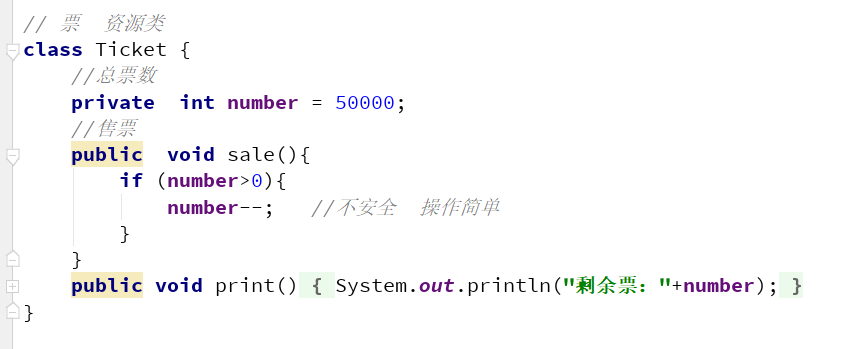 // 票  资源类
class Ticket {
    //总票数
    private  int number = 50000;
    //售票
    public  void sale(){
        if (number>0){
            number--;   //不安全  操作简单
        }
    }
    public void print() { System.out.println("剩余票："+number); }
}